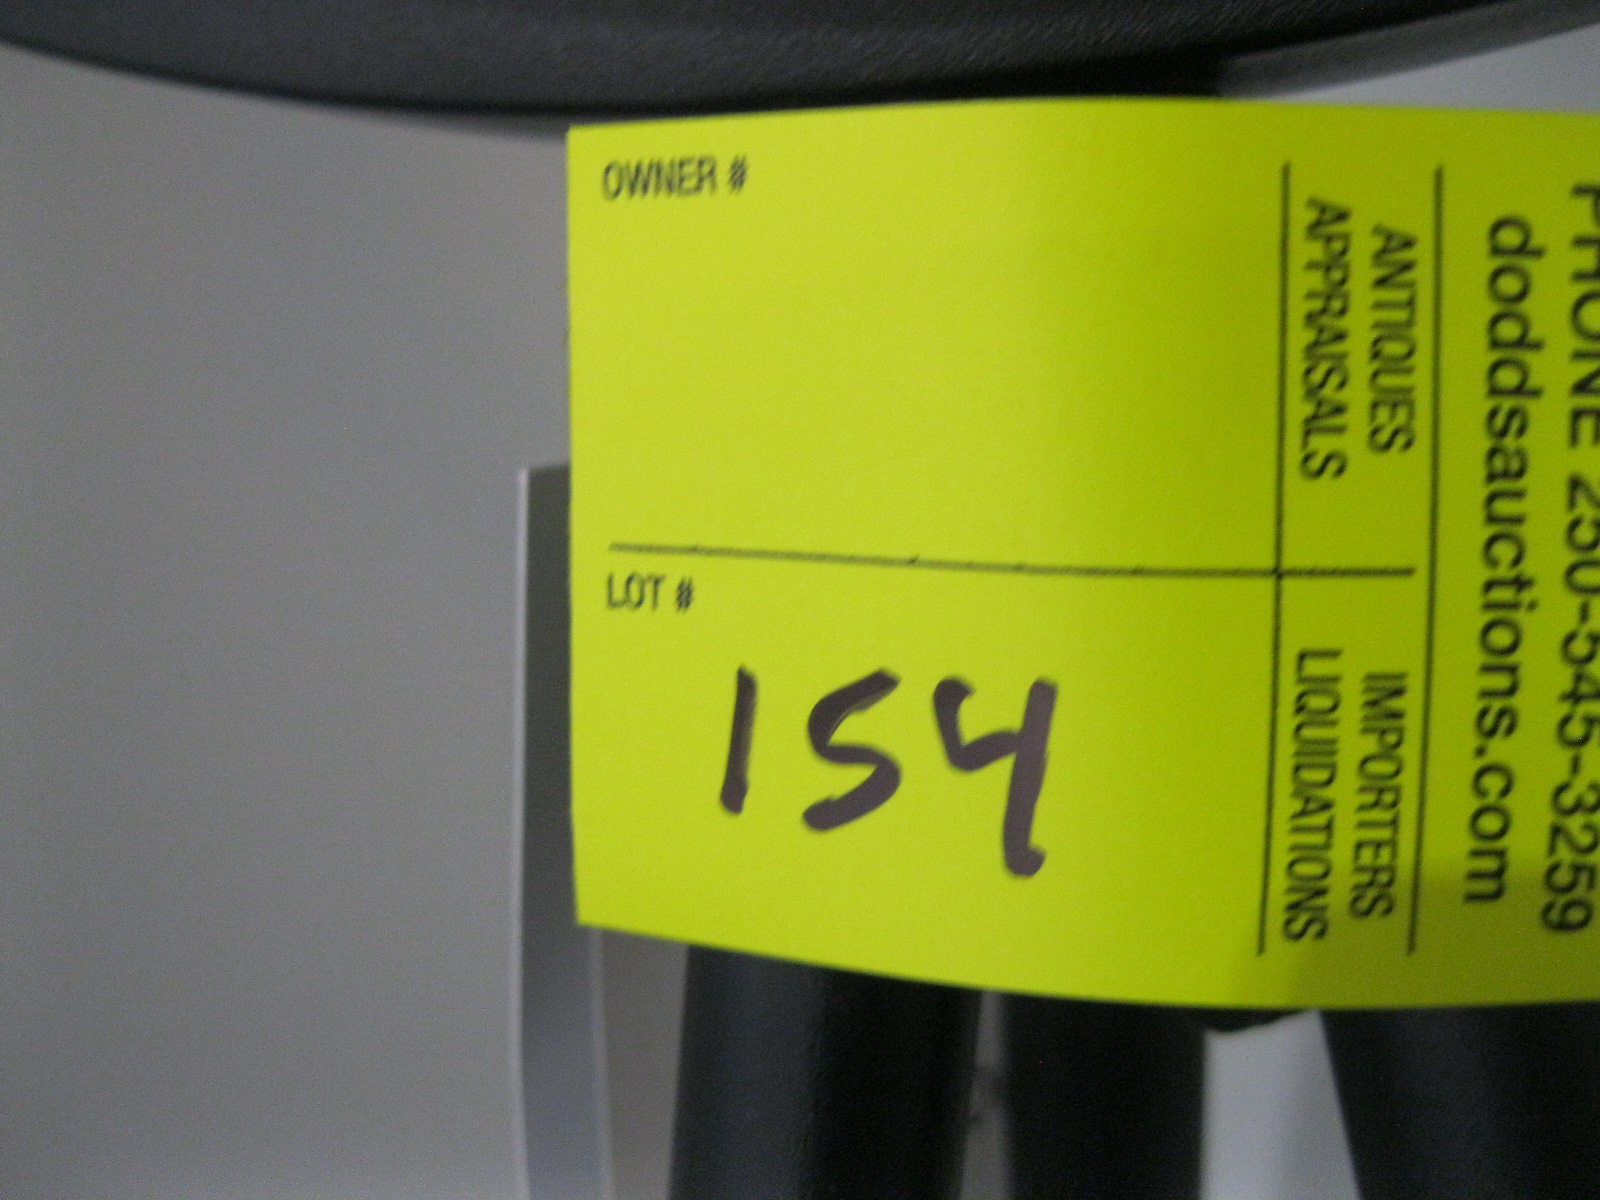 OWNER #
LOT #
154
ANTIQUES
APPRAISALS
IMPORTERS
LIQUIDATIONS
PHONE 250-545-3259
doddsauctions.com